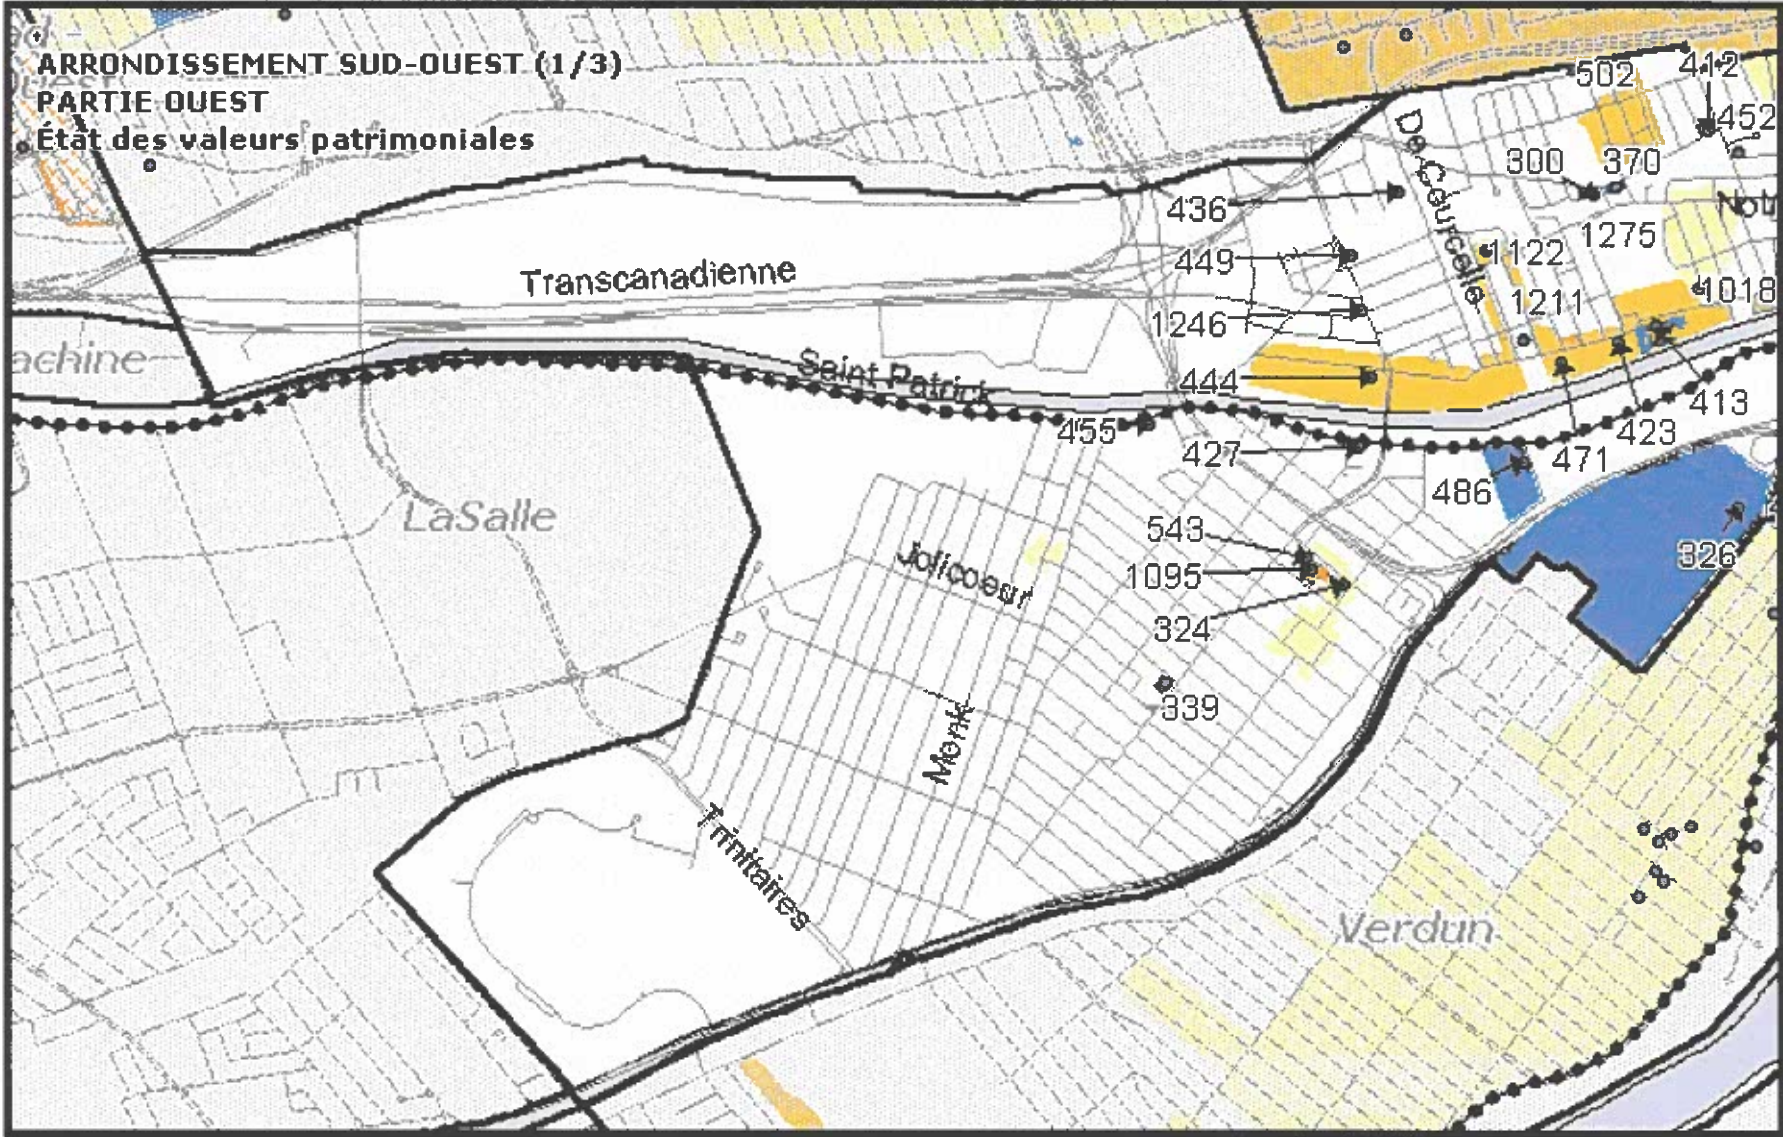 ARRONDISSEMENT SUD-OUEST (1/3)
PARTIE OUEST
État des valeurs patrimoniales
502
412
452
De Courcelle
300
370
436
Not
1275
449
1122
Transcanadienne
1018
1211
1246
achine
Saint Patrick
444
413
455
423
427
471
486
LaSalle
543
326
Jolicoeur
1095
324
339
Monk
Trinitaires
Verdun